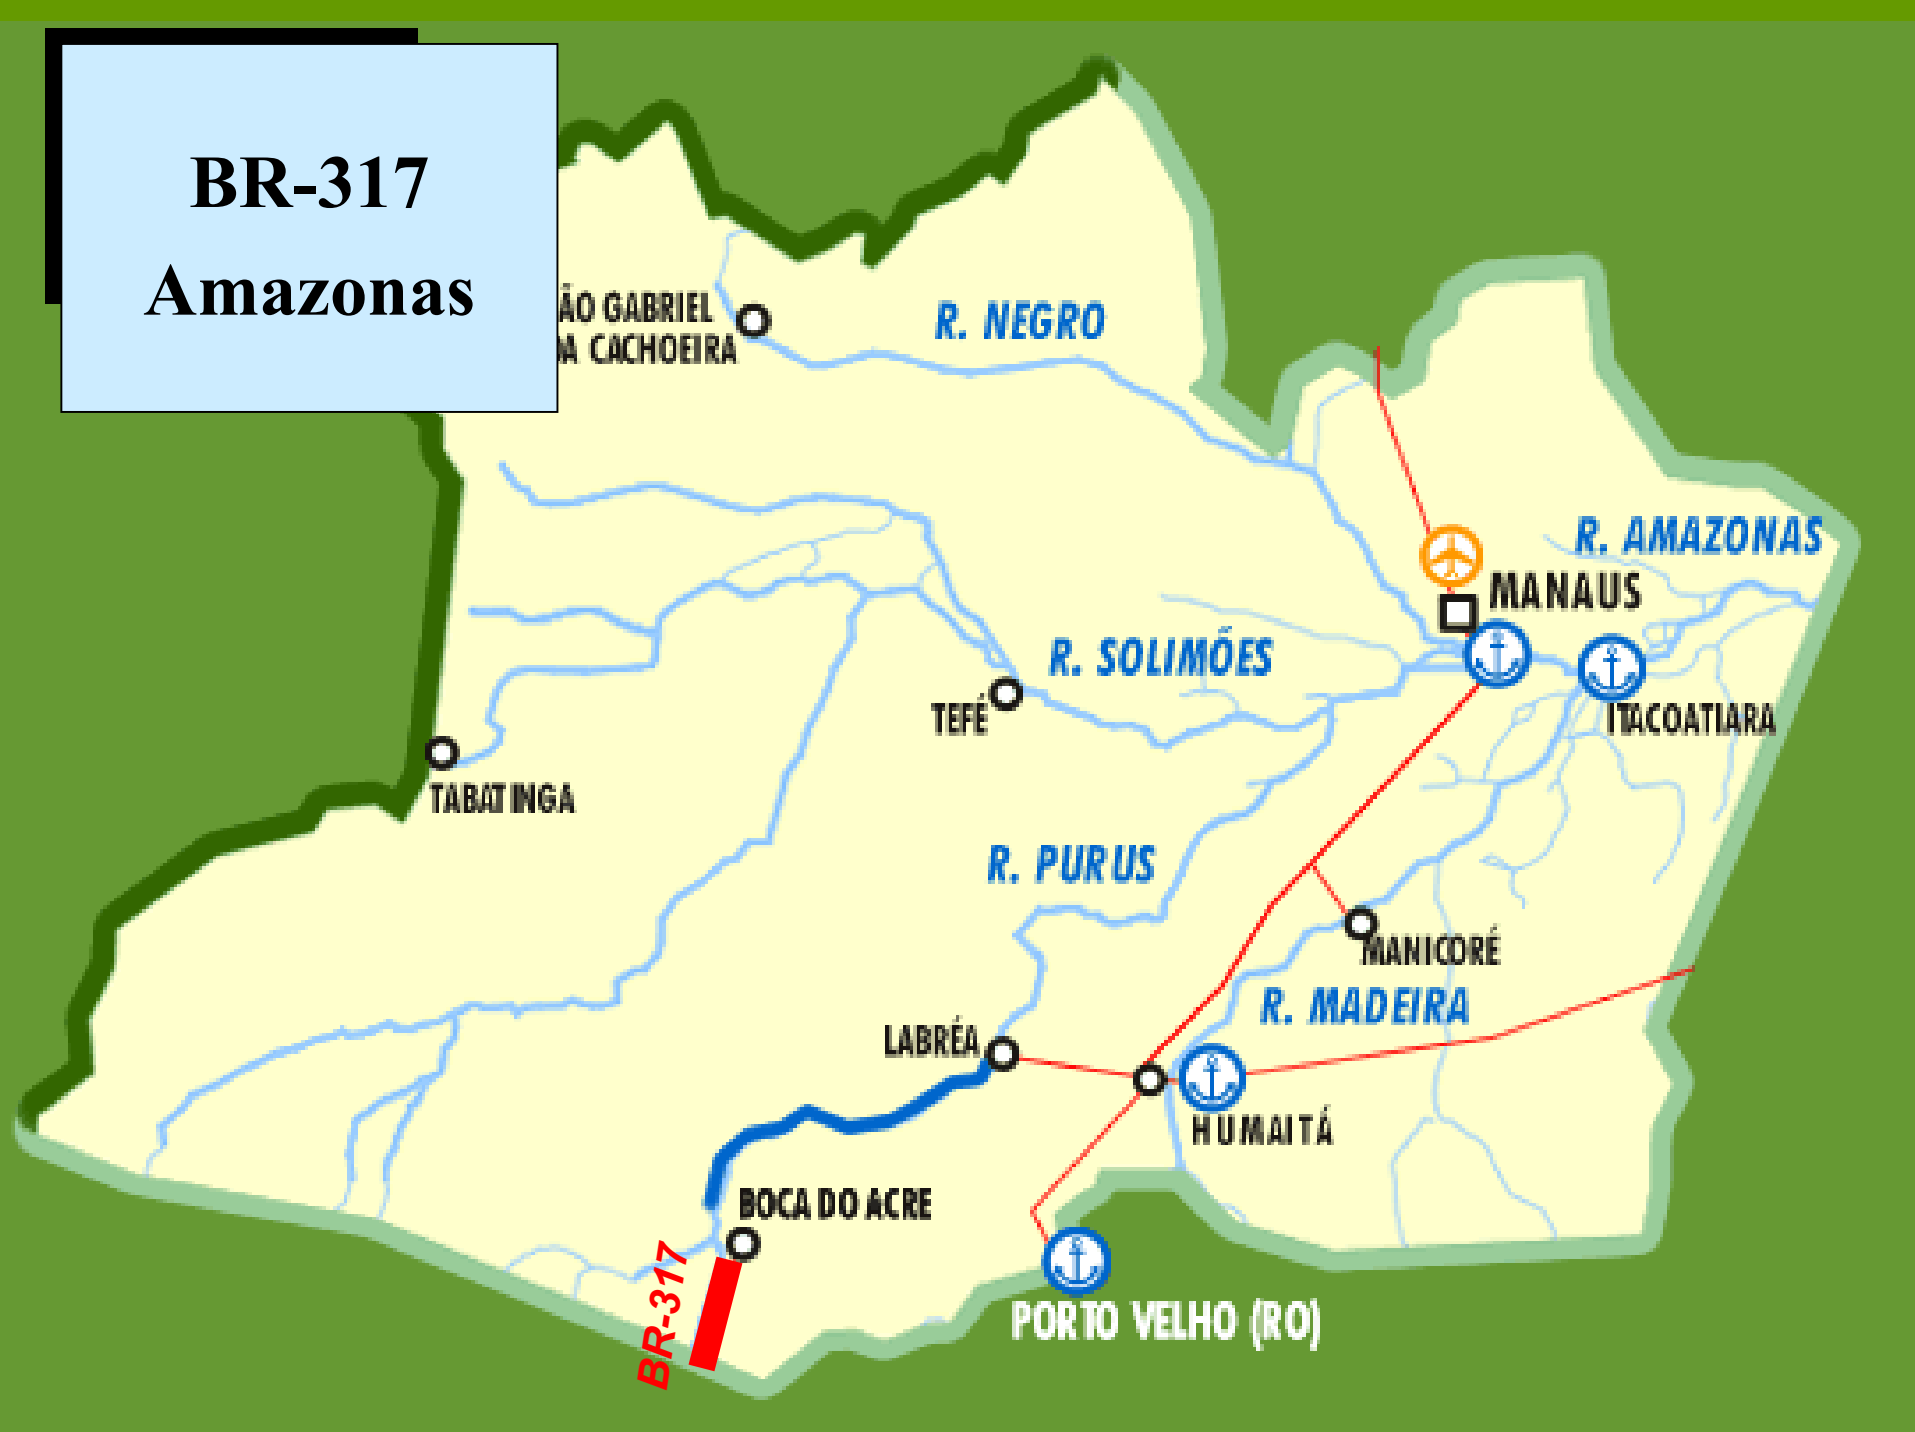 BR-317
Amazonas
ÃO GABRIEL
DA CACHOEIRA
R. NEGRO
R. AMAZONAS
MANAUS
R. SOLIMÕES
TEFÉ
ITACOATIARA
TABATINGA
R. PURUS
MANICORÉ
R. MADEIRA
LABRÉA
HUMAITÁ
BOCA DO ACRE
BR-317
PORTO VELHO (RO)